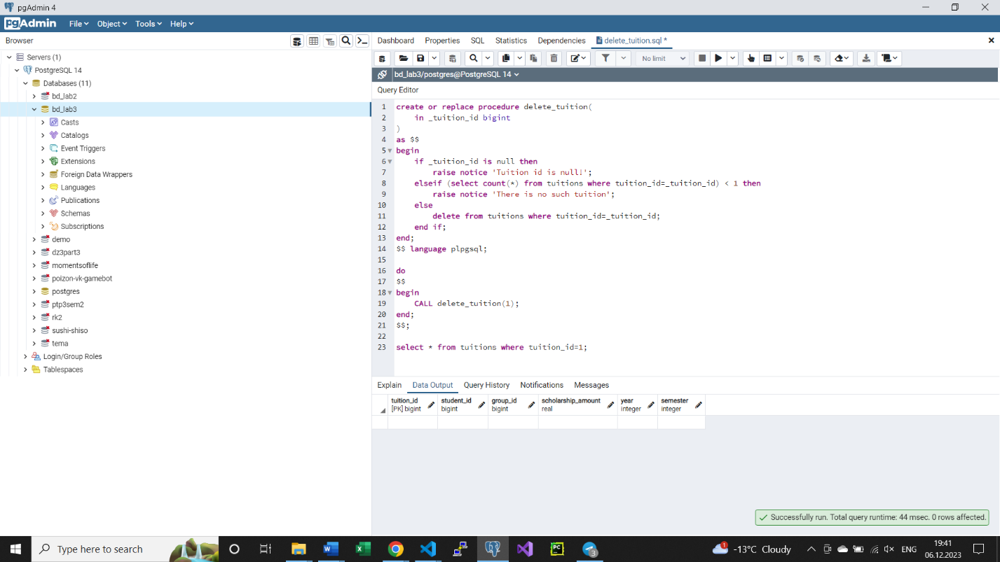 pgAdmin 4
pgAdmin File Object Tools Help
Browser
Dashboard Properties SQL Statistics Dependencies delete_tuition.sql *
Servers (1)
PostgreSQL 14
Databases (11)
bd_lab2
bd_lab3
Casts
Catalogs
Event Triggers
Extensions
Foreign Data Wrappers
Languages
Publications
Schemas
Subscriptions
demo
dz3part3
momentsoflife
poizon-vk-gamebot
postgres
ptp3sem2
rk2
sushi-shiso
tema
Login/Group Roles
Tablespaces
No limit
bd_lab3/postgres@PostgreSQL 14
Query Editor
1 create or replace procedure delete_tuition(
2 in _tuition_id bigint
3 )
4 as $$
5 begin
6 if _tuition_id is null then
7 raise notice 'Tuition id is null!';
8 elseif (select count(*) from tuitions where tuition_id=_tuition_id) < 1 then
9 raise notice 'There is no such tuition';
10 else
11 delete from tuitions where tuition_id=_tuition_id;
12 end if;
13 end;
14 $$ language plpgsql;
15
16 do
17 $$
18 begin
19 CALL delete_tuition(1);
20 end;
21 $$;
22
23 select * from tuitions where tuition_id=1;
Explain Data Output Query History Notifications Messages
tuition_id student_id group_id scholarship_amount year semester
[PK] bigint bigint bigint real integer integer
Successfully run. Total query runtime: 44 msec. 0 rows affected.
Type here to search
PC
3
1
-13°C Cloudy
ENG
19:41
06.12.2023